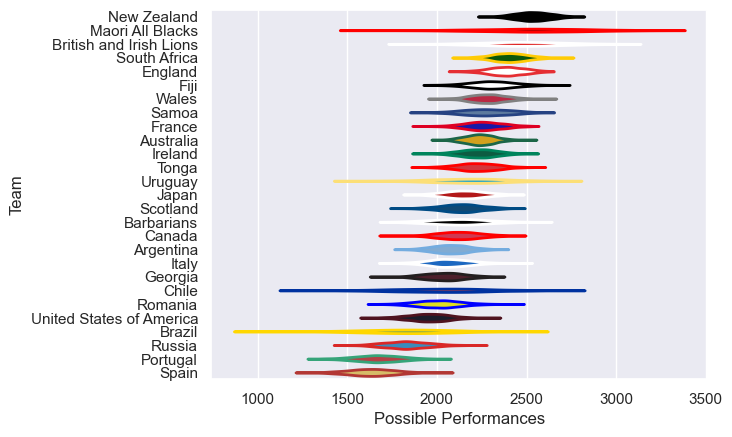 New Zealand
Maori All Blacks
British and Irish Lions
South Africa
England
Fiji
Wales
Samoa
France
Australia
Ireland
Tonga
Uruguay
Japan
Scotland
Barbarians
Canada
Argentina
Italy
Georgia
Chile
Romania
United States of America
Brazil
Russia
Portugal
Spain
Team
1000 1500 2000 2500 3000 3500
Possible Performances